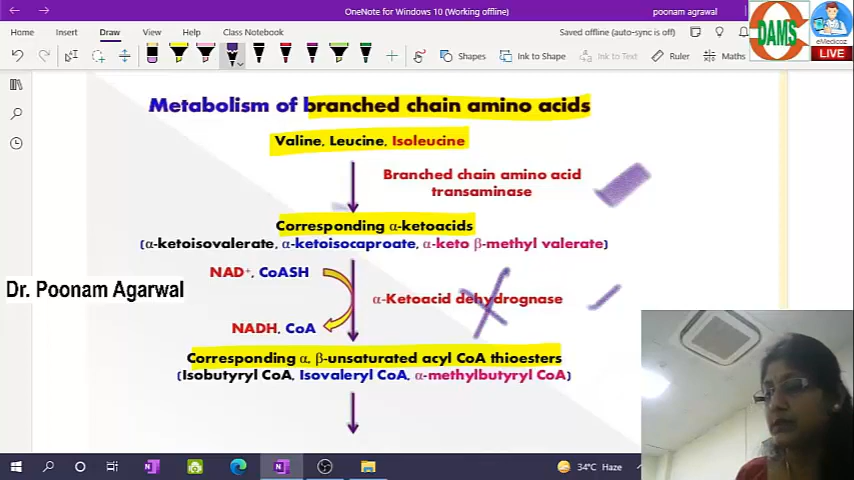 OneNote for Windows 10 (Working offline)
poonam agrawal
Home
Insert
Draw
View
Help
Class Notebook
Saved offline (auto-sync is off)
Shapes
Ink to Shape
Ink to Text
Ruler
Maths
DAMS
eMedicoz
LIVE
Metabolism of branched chain amino acids
Valine, Leucine, Isoleucine
Branched chain amino acid
transaminase
Corresponding α-ketoacids
(α-ketoisovalerate, α-ketoisocaproate, α-keto β-methyl valerate)
NAD⁺, CoASH
α-Ketoacid dehydrognase
Dr. Poonam Agarwal
NADH, CoA
Corresponding α, β-unsaturated acyl CoA thioesters
(Isobutyryl CoA, Isovaleryl CoA, α-methylbutyryl CoA)
34°C Haze